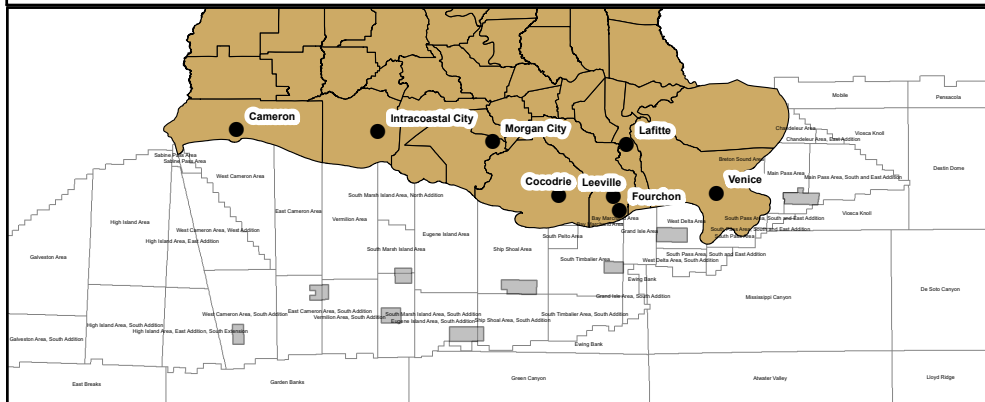 Mobile
Pensacola
Cameron
Intracoastal City
Morgan City
Lafitte
Chandeleur Area
Viosca Knoll
Chandeleur Area, East Addition
Sabine Pass Area
Sabine Pass Area
Breton Sound Area
Destin Dome
West Cameron Area
Main Pass Area
Main Pass Area, South and East Addition
Cocodrie
Leeville
Venice
South Marsh Island Area, North Addition
Fourchon
East Cameron Area
Viosca Knoll
High Island Area
Vermilion Area
Bay Marchand Area
West Delta Area
South Pass Area, South and East Addition
West Cameron Area, West Addition
Grand Isle Area
South Pass Area, South and East Addition
Eugene Island Area
South Pelto Area
South Pass Area
High Island Area, East Addition
South Marsh Island Area
Ship Shoal Area
Galveston Area
South Timbalier Area
South Pass Area, South and East Addition
West Delta Area, South Addition
Ewing Bank
De Soto Canyon
Grand Isle Area, South Addition
Mississippi Canyon
East Cameron Area, South Addition
West Cameron Area, South Addition
Vermilion Area, South Addition
South Marsh Island Area, South Addition
South Timbalier Area, South Addition
Eugene Island Area, South Addition
Ship Shoal Area, South Addition
High Island Area, South Addition
High Island Area, East Addition, South Extension
Galveston Area, South Addition
Ewing Bank
East Breaks
Garden Banks
Green Canyon
Atwater Valley
Lloyd Ridge